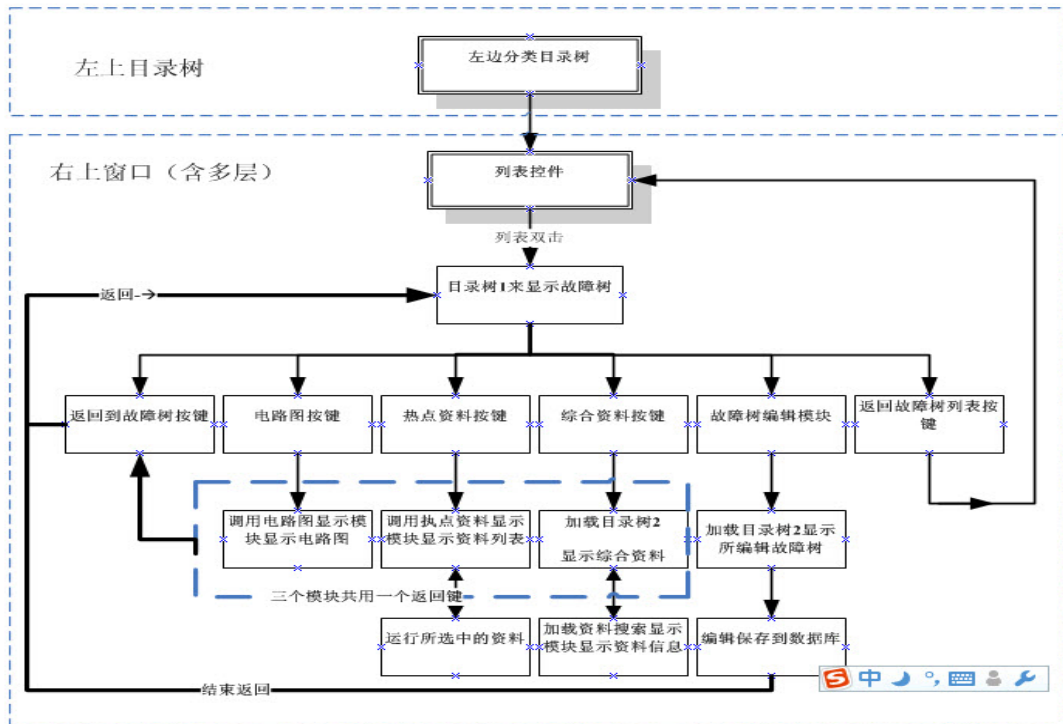 左边分类目录树
左上目录树
右上窗口（含多层）
列表控件
列表双击
目录树1来显示故障树
返回-→
返回到故障树按键
电路图按键
热点资料按键
综合资料按键
故障树编辑模块
返回故障树列表按
键
调用电路图显示模
块显示电路图
调用执点资料显示
模块显示资料列表
加载目录树2
显示综合资料
加载目录树2显示
所编辑故障树
三个模块共用一个返回键
运行所选中的资料
加载资料搜索显示
模块显示资料信息
编辑保存到数据库
S 中
结束返回